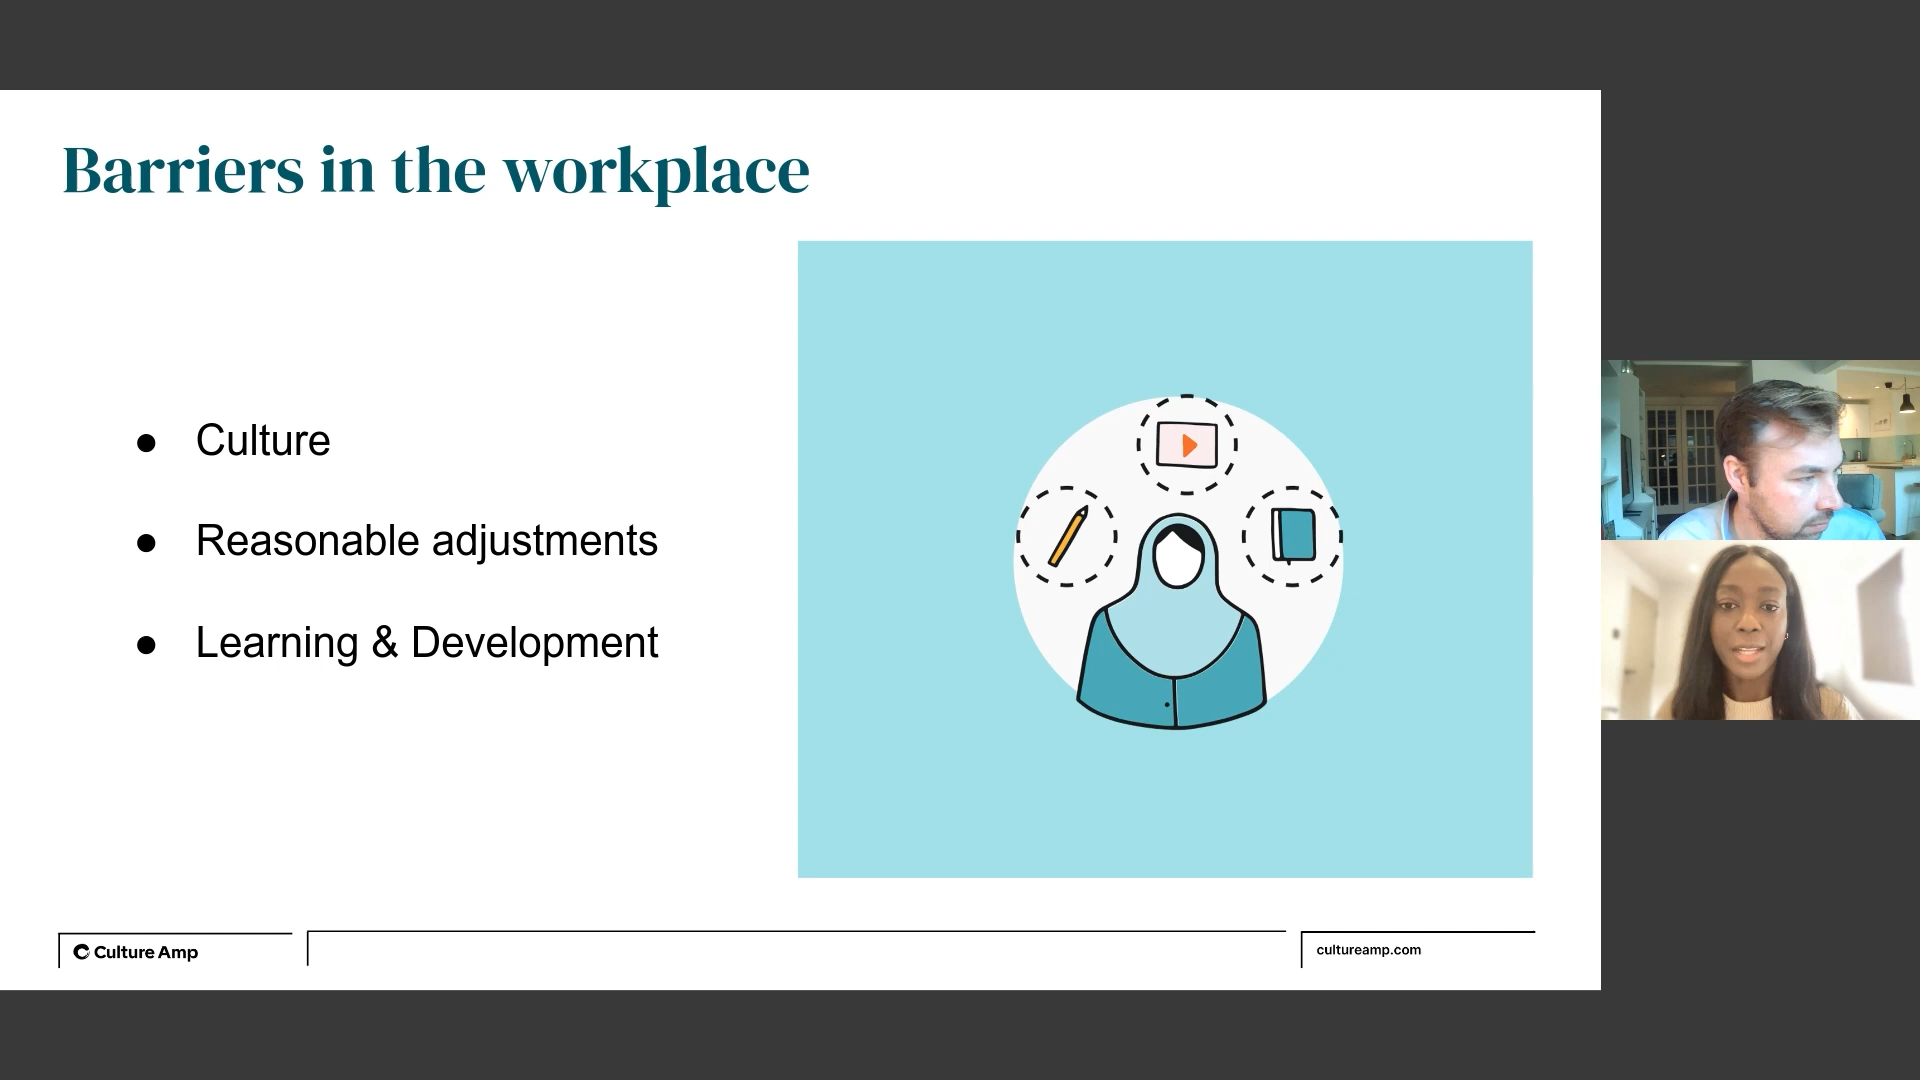 Barriers in the workplace
● Culture
● Reasonable adjustments
● Learning & Development
Culture Amp
cultureamp.com